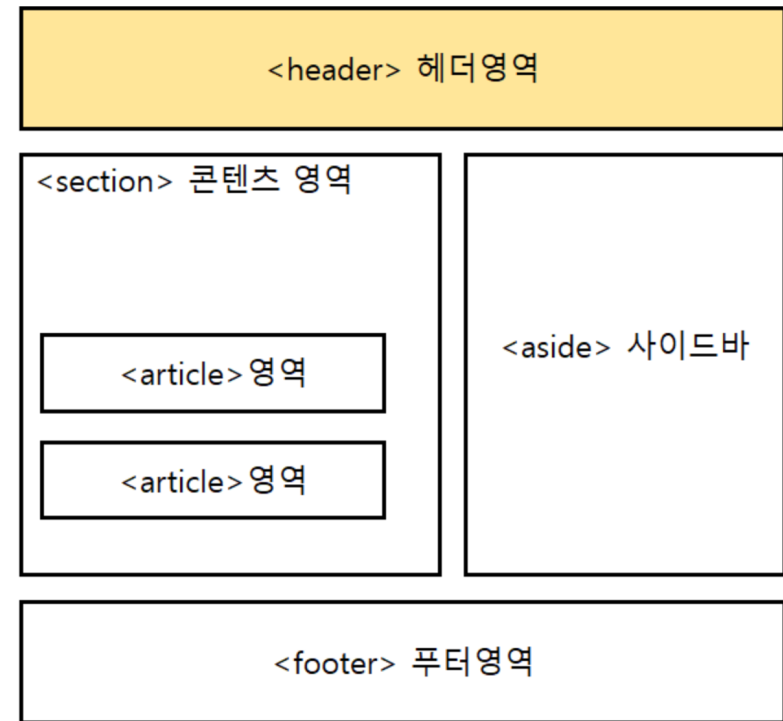 <header> 헤더영역
<section> 콘텐츠 영역
<article>영역
<article>영역
<aside> 사이드바
<footer> 푸터영역